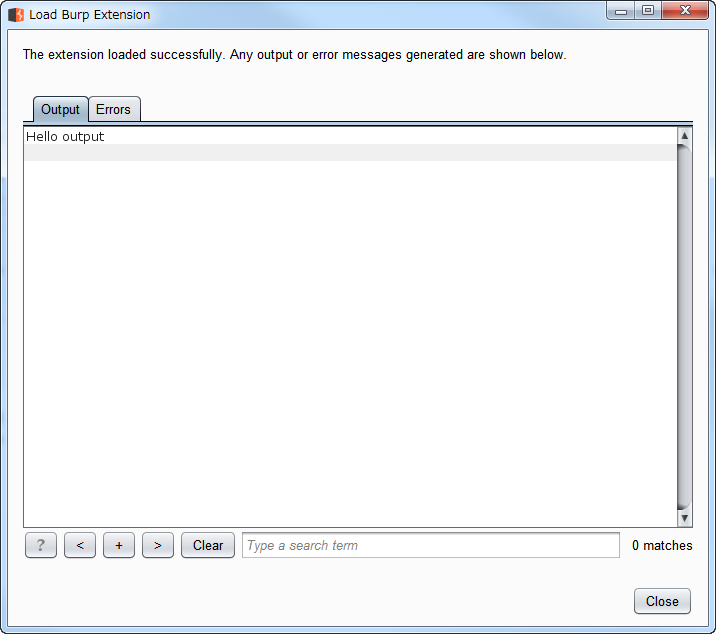 Load Burp Extension
The extension loaded successfully. Any output or error messages generated are shown below.
Output Errors
Hello output
? < + > Clear Type a search term 0 matches
Close